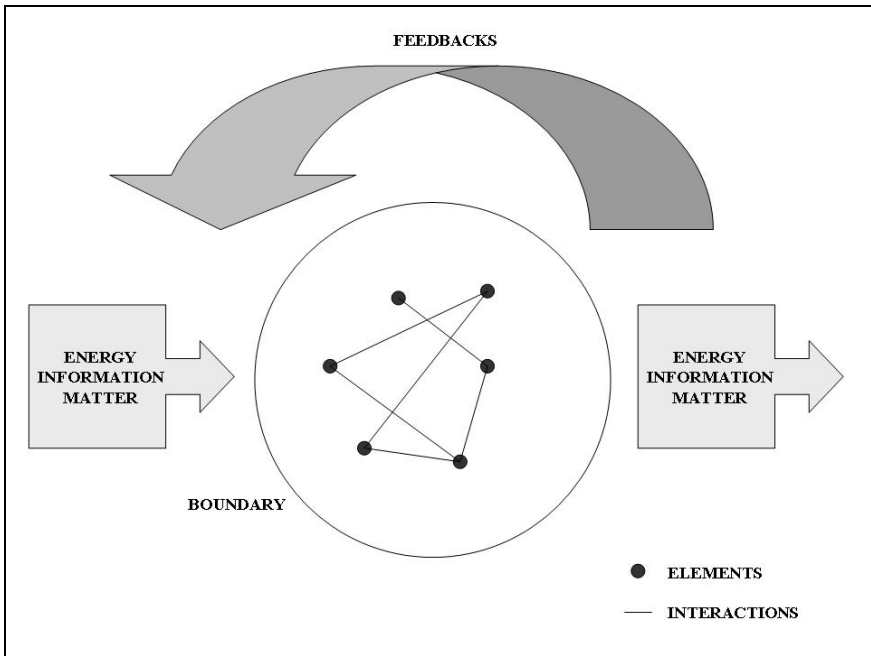 FEEDBACKS
ENERGY
INFORMATION
MATTER
ENERGY
INFORMATION
MATTER
BOUNDARY
ELEMENTS
INTERACTIONS